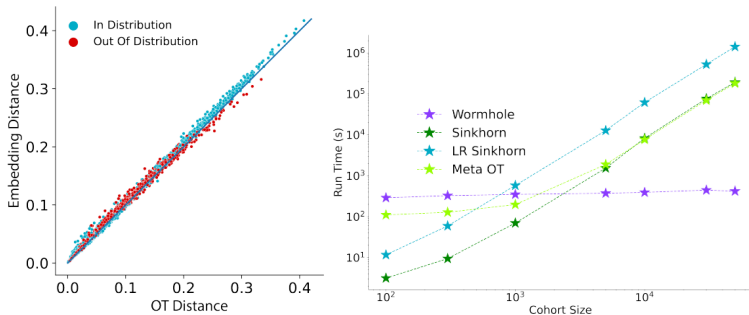 In Distribution
Out Of Distribution
Embedding Distance
0.4
0.3
0.2
0.1
0.0
0.0 0.1 0.2 0.3 0.4
OT Distance
Wormhole
Sinkhorn
LR Sinkhorn
Meta OT
Run Time (s)
10⁶
10⁵
10⁴
10³
10²
10¹
10² 10³ 10⁴
Cohort Size